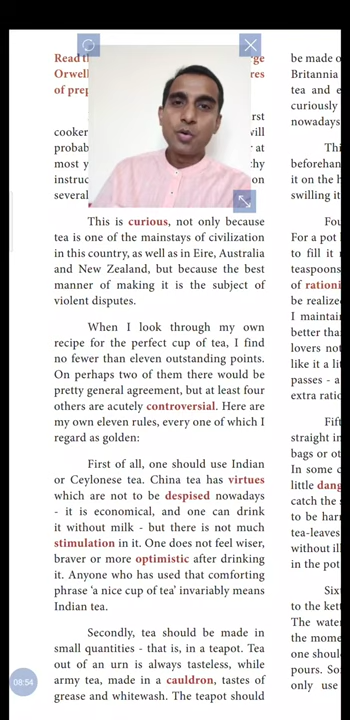 Read th
rge
Orwell
res
of prep
rst
cooker
will
probab
r at
most y
thy
instruc
on
several
This is curious, not only because
tea is one of the mainstays of civilization
in this country, as well as in Eire, Australia
and New Zealand, but because the best
manner of making it is the subject of
violent disputes.
When I look through my own
recipe for the perfect cup of tea, I find
no fewer than eleven outstanding points.
On perhaps two of them there would be
pretty general agreement, but at least four
others are acutely controversial. Here are
my own eleven rules, every one of which I
regard as golden:
First of all, one should use Indian
or Ceylonese tea. China tea has virtues
which are not to be despised nowadays
- it is economical, and one can drink
it without milk - but there is not much
stimulation in it. One does not feel wiser,
braver or more optimistic after drinking
it. Anyone who has used that comforting
phrase ‘a nice cup of tea’ invariably means
Indian tea.
Secondly, tea should be made in
small quantities - that is, in a teapot. Tea
out of an urn is always tasteless, while
army tea, made in a cauldron, tastes of
grease and whitewash. The teapot should
be made o
Britannia
tea and e
curiously
nowadays
Thi
beforehan
it on the h
swilling it
Fou
For a pot
to fill it
teaspoons
of rationi
be realize
I maintai
better tha
lovers not
like it a lit
passes - a
extra ratio
Fift
straight in
bags or ot
In some c
little dang
catch the
to be har
tea-leaves
without ill
in the pot
Six
to the kett
The wate
the mome
one shoul
pours. So
only use
08:54